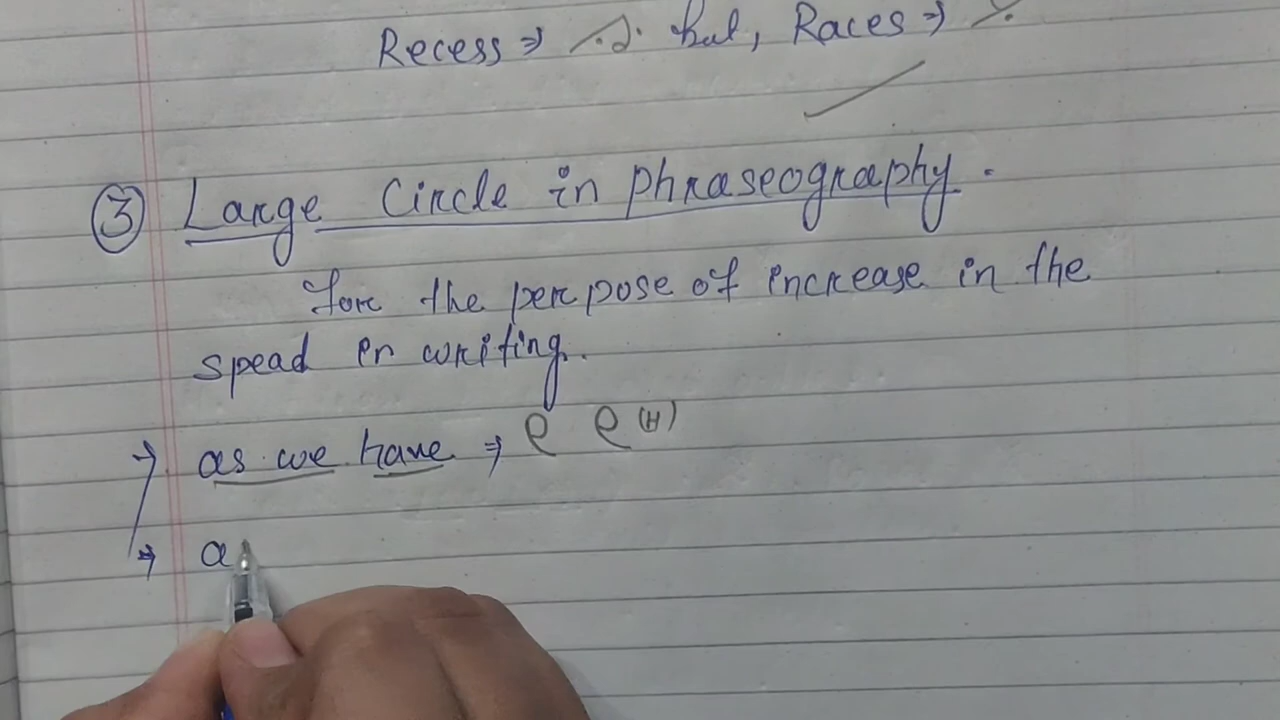 Recess ⇒ but, Races ⇒
③ Large Circle in phraseography.
for the perpose of increase in the
spead in writing.
→ as we have ⇒ (H)
⇒ a